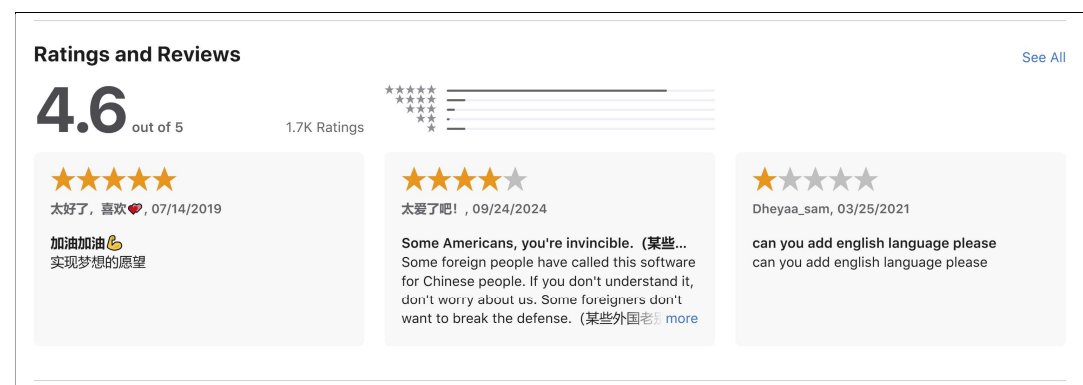 Ratings and Reviews
See All
4.6 out of 5
1.7K Ratings
太好了，喜欢💕, 07/14/2019
加油加油💪
实现梦想的愿望
太爱了吧！, 09/24/2024
Some Americans, you're invincible.（某些...
Some foreign people have called this software
for Chinese people. If you don't understand it,
don't worry about us. Some foreigners don't
want to break the defense.（某些外国老 more
Dheyaa_sam, 03/25/2021
can you add english language please
can you add english language please